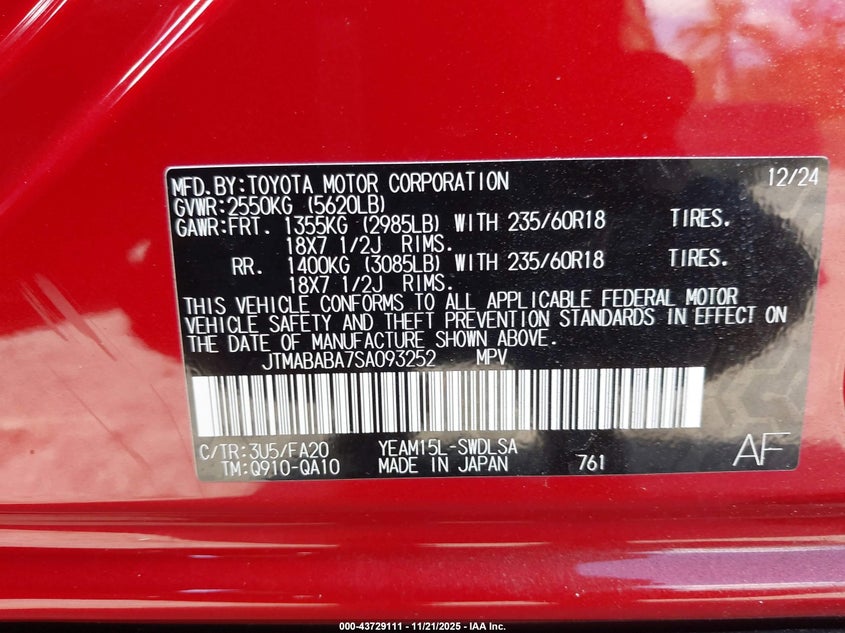 MFD.BY:TOYOTA MOTOR CORPORATION 12/24
GVWR:2550KG (5620LB)
GAWR:FRT. 1355KG (2985LB) WITH 235/60R18 TIRES.
18X7 1/2J RIMS.
RR. 1400KG (3085LB) WITH 235/60R18 TIRES.
18X7 1/2J RIMS.
THIS VEHICLE CONFORMS TO ALL APPLICABLE FEDERAL MOTOR
VEHICLE SAFETY AND THEFT PREVENTION STANDARDS IN EFFECT ON
THE DATE OF MANUFACTURE SHOWN ABOVE.
JTMABABA7SA093252 MPV
C/TR:3U5/FA20 YEAM15L-SWDLSA
TM:Q910-QA10 MADE IN JAPAN 761 AF
000-43729111 - 11/21/2025 - IAA Inc.